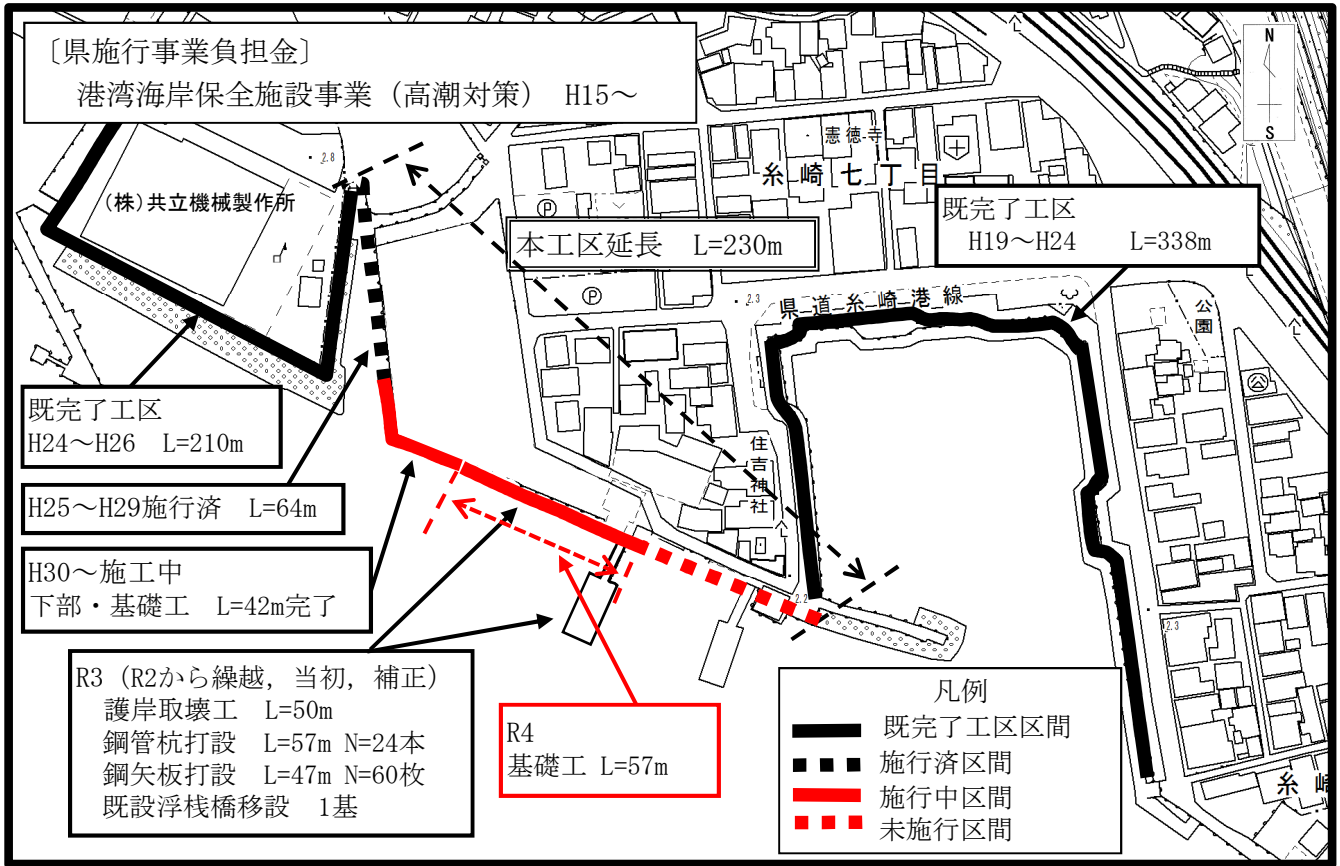 〔県施行事業負担金〕
港湾海岸保全施設事業（高潮対策） H15～
N
S
憲徳寺
糸崎七丁目
2.8
(株)共立機械製作所
P
本工区延長 L=230m
既完了工区
H19～H24 L=338m
P
2.3
県道糸崎港線
公園
既完了工区
H24～H26 L=210m
住吉神社
H25～H29施行済 L=64m
H30～施工中
下部・基礎工 L=42m完了
2.2
2.3
R3（R2から繰越，当初，補正）
護岸取壊工 L=50m
鋼管杭打設 L=57m N=24本
鋼矢板打設 L=47m N=60枚
既設浮桟橋移設 1基
R4
基礎工 L=57m
凡例
既完了工区区間
施行済区間
施行中区間
未施行区間
糸崎